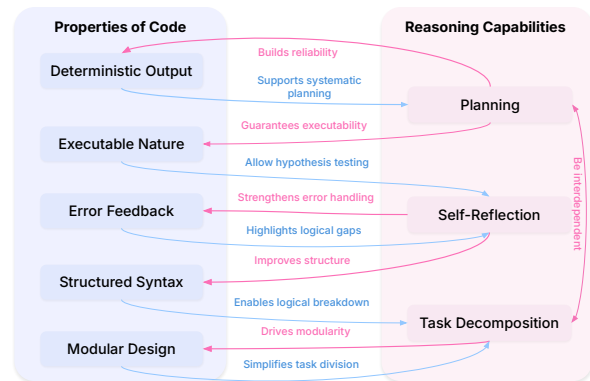 Properties of Code
Reasoning Capabilities
Builds reliability
Deterministic Output
Supports systematic
planning
Planning
Guarantees executability
Executable Nature
Allow hypothesis testing
Strengthens error handling
Error Feedback
Self-Reflection
Highlights logical gaps
Be interdependent
Improves structure
Structured Syntax
Enables logical breakdown
Task Decomposition
Drives modularity
Modular Design
Simplifies task division